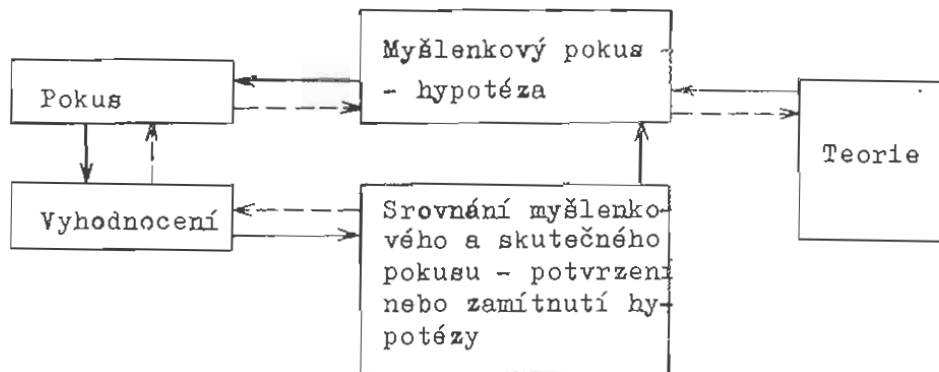 Myšlenkový pokus -
- hypotéza
Pokus
Teorie
Vyhodnocení
Srovnání myšlenko-
vého a skutečného
pokusu - potvrzení
nebo zamítnutí hy-
potézy